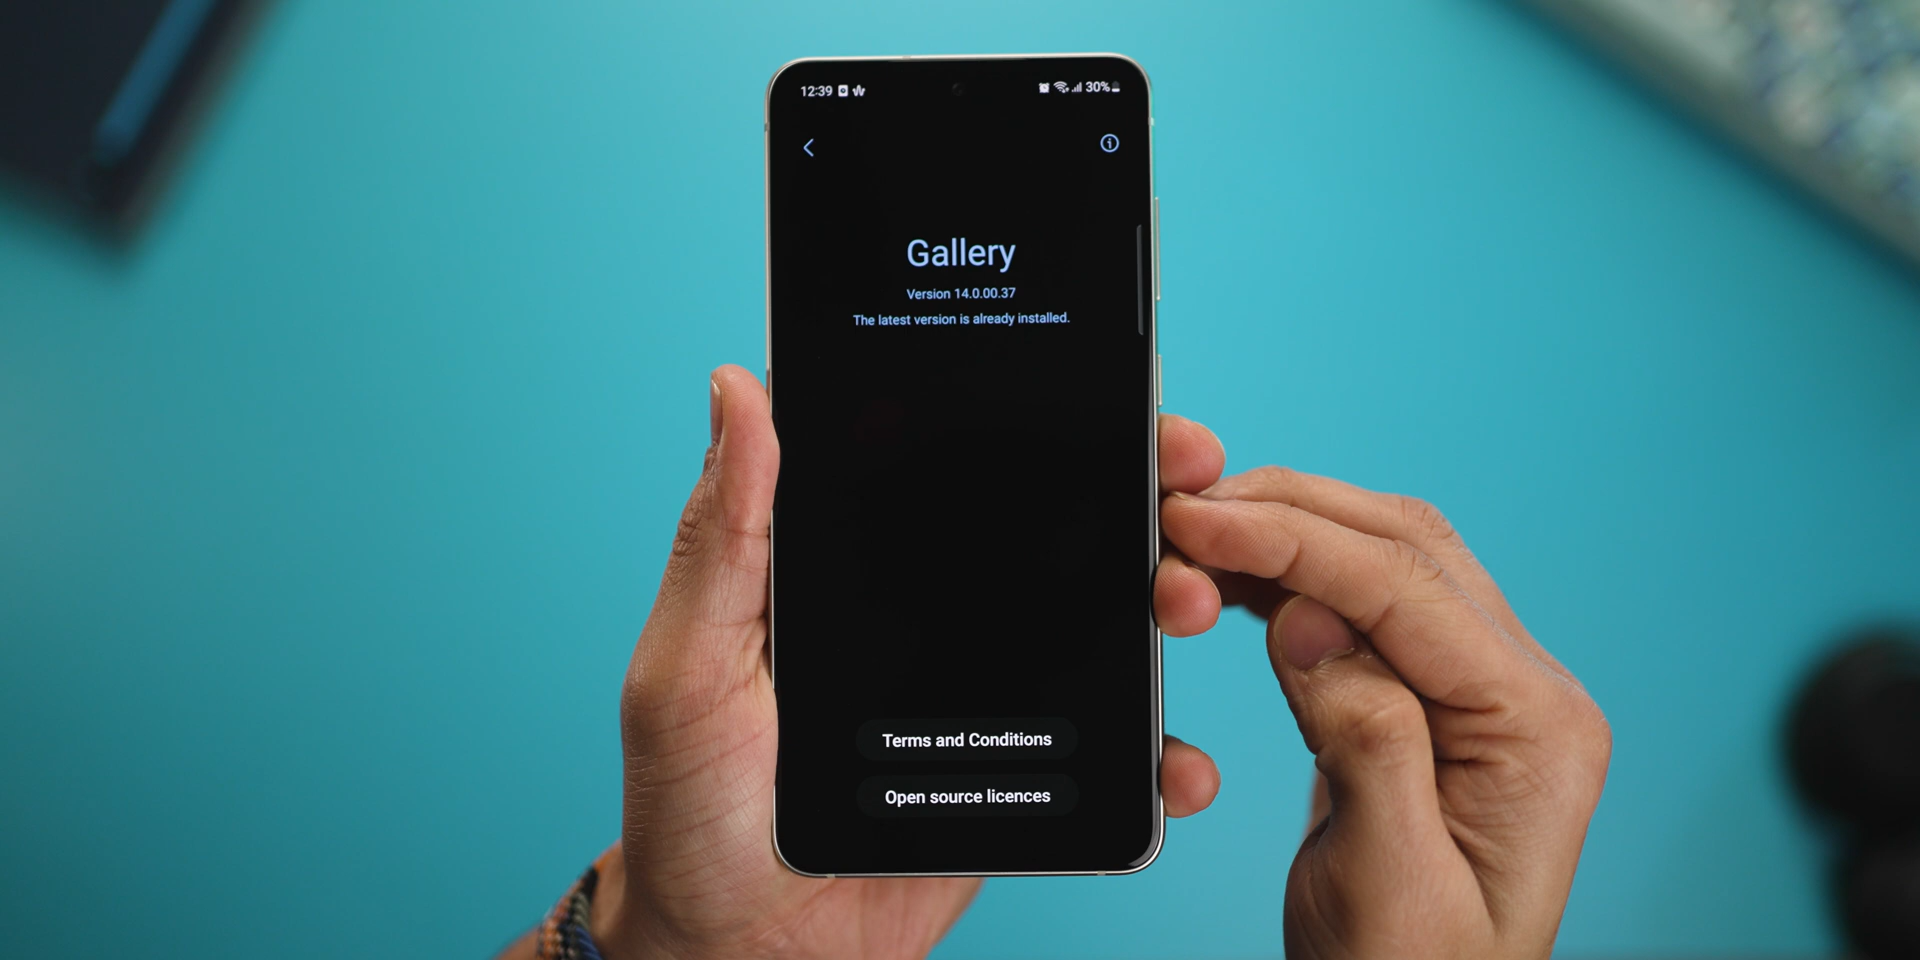 12:39 30%
Gallery
Version 14.0.00.37
The latest version is already installed.
Terms and Conditions
Open source licences